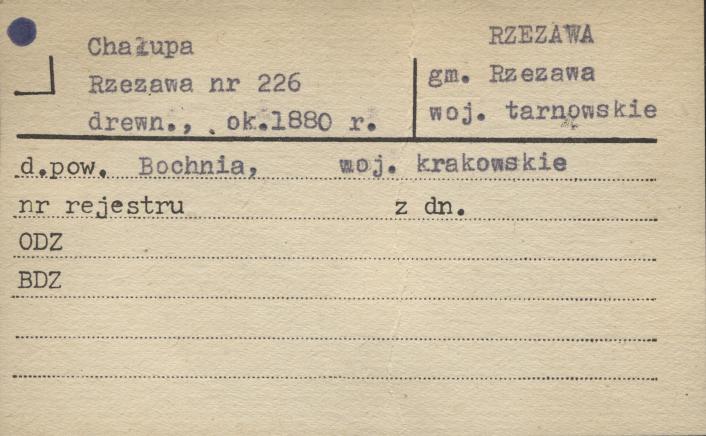 Chałupa
Rzezawa nr 226
drewn., ok.1880 r.
RZEZAWA
gm. Rzezawa
woj. tarnowskie
d.pow. Bochnia, woj. krakowskie
nr rejestru z dn.
ODZ
BDZ